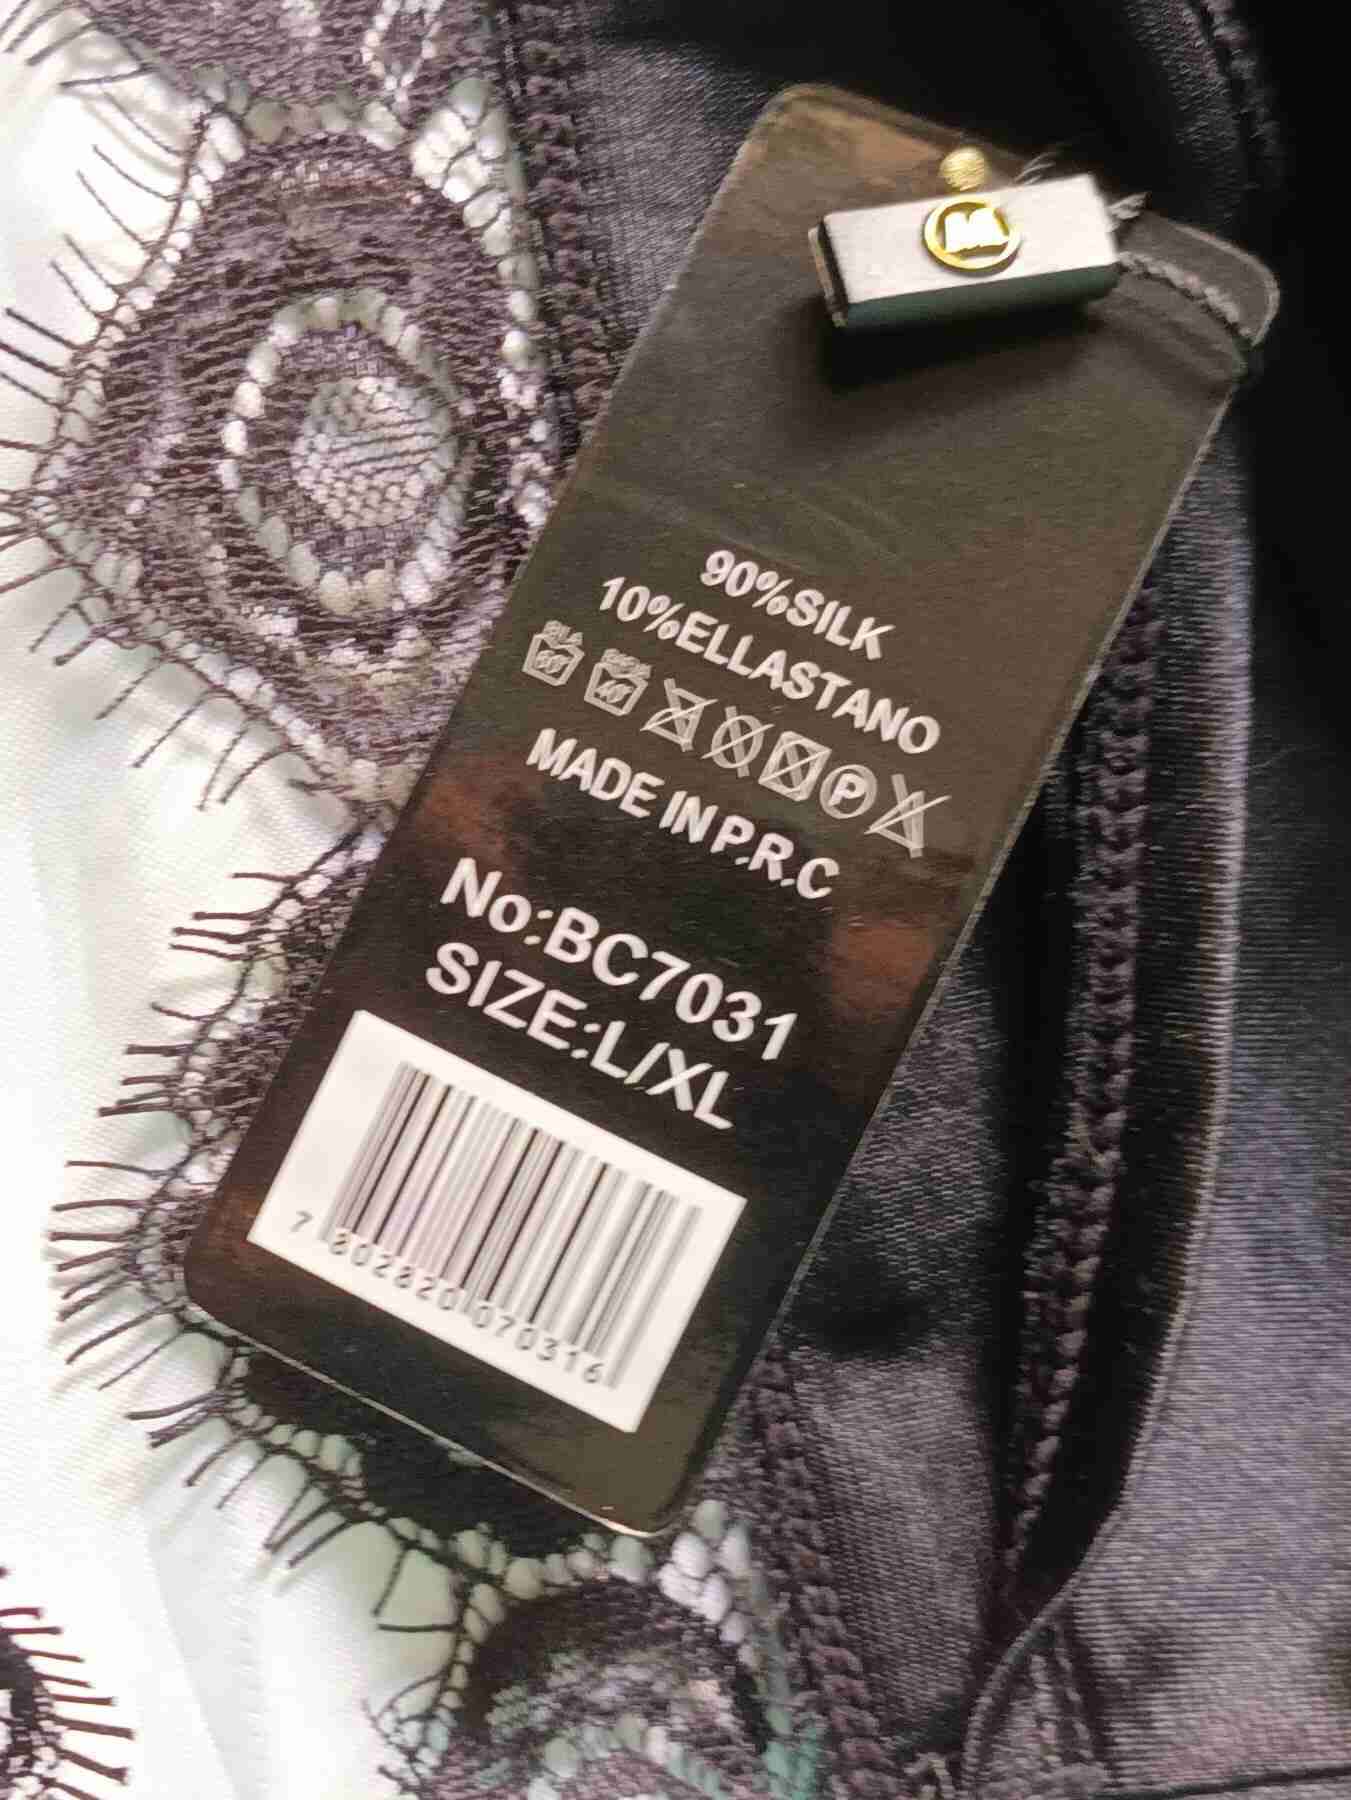 90%SILK
10%ELLASTANO
P
MADE IN P.R.C
No:BC7031
SIZE:L/XL
7 802820 070316